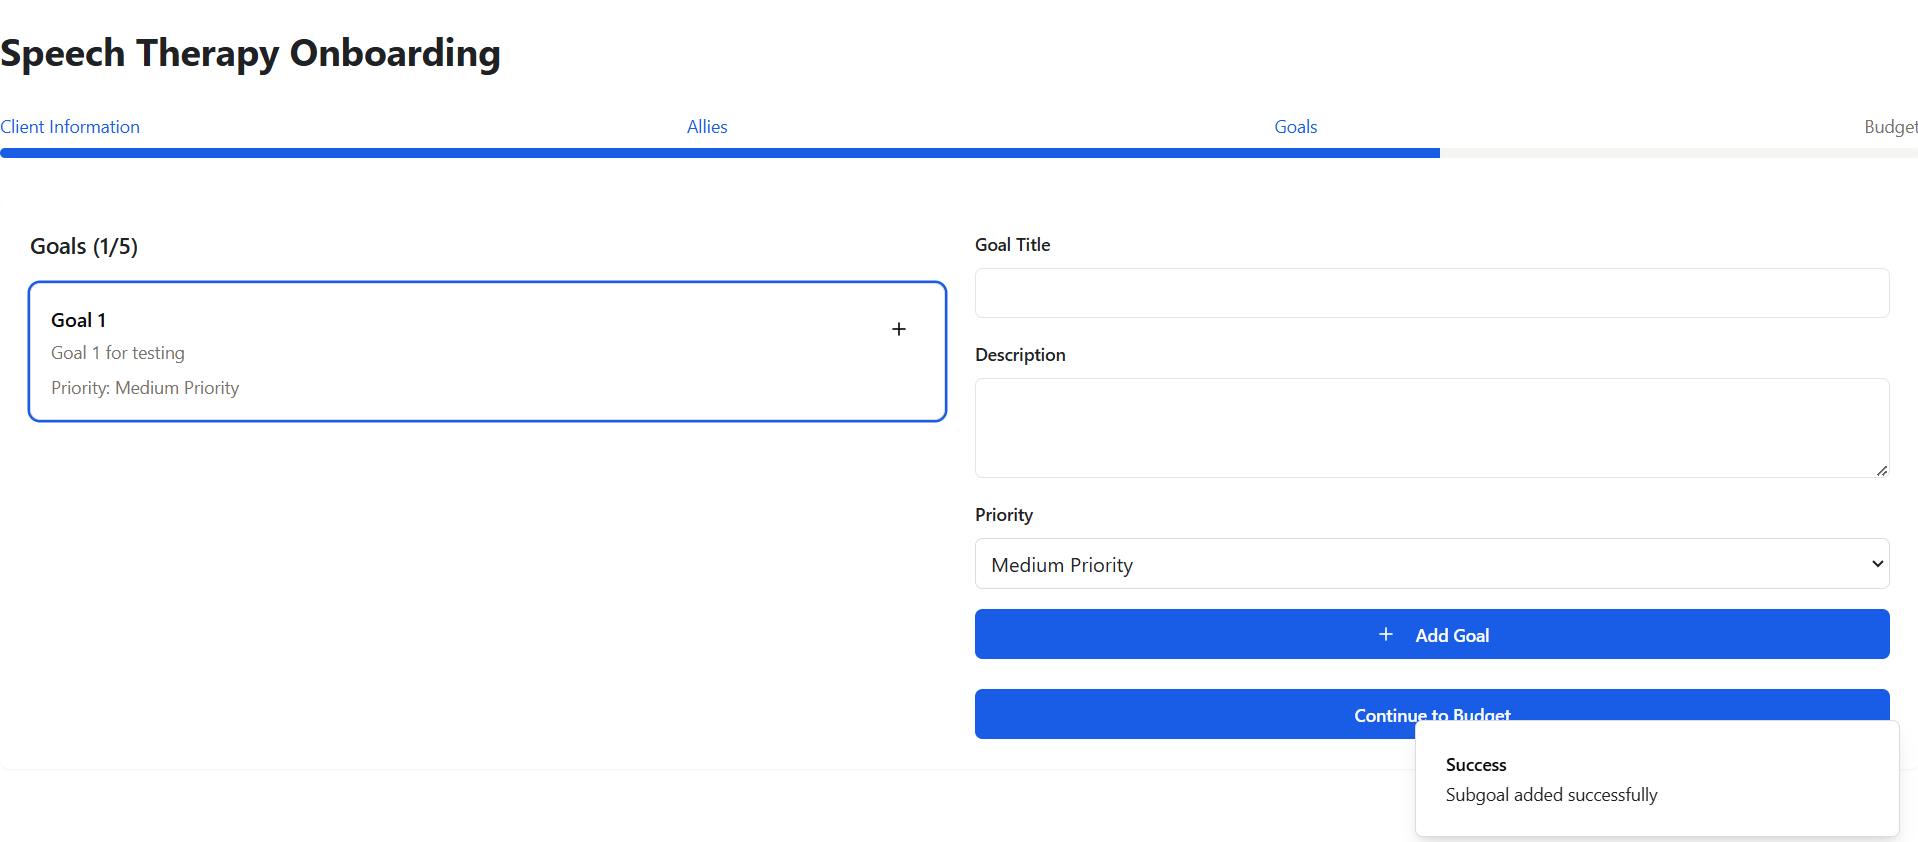 Speech Therapy Onboarding
Client Information
Allies
Goals
Budget
Goals (1/5)
Goal 1
Goal 1 for testing
Priority: Medium Priority
Goal Title
Description
Priority
Medium Priority
Add Goal
Continue to Budget
Success
Subgoal added successfully